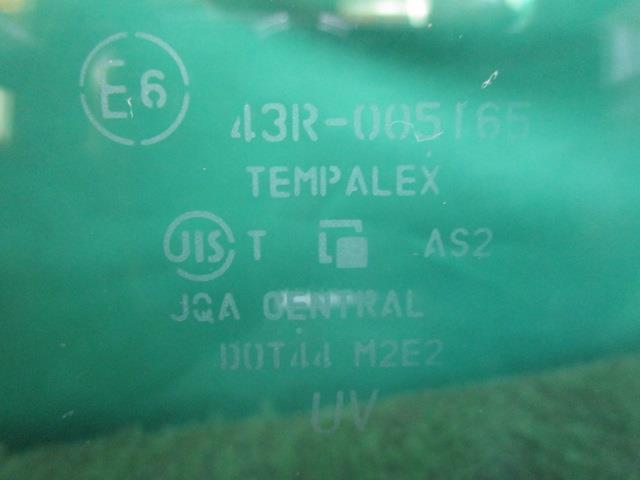 E6
43R-005165
TEMPALEX
JIS T AS2
JQA CENTRAL
DOT44 M2E2
UV